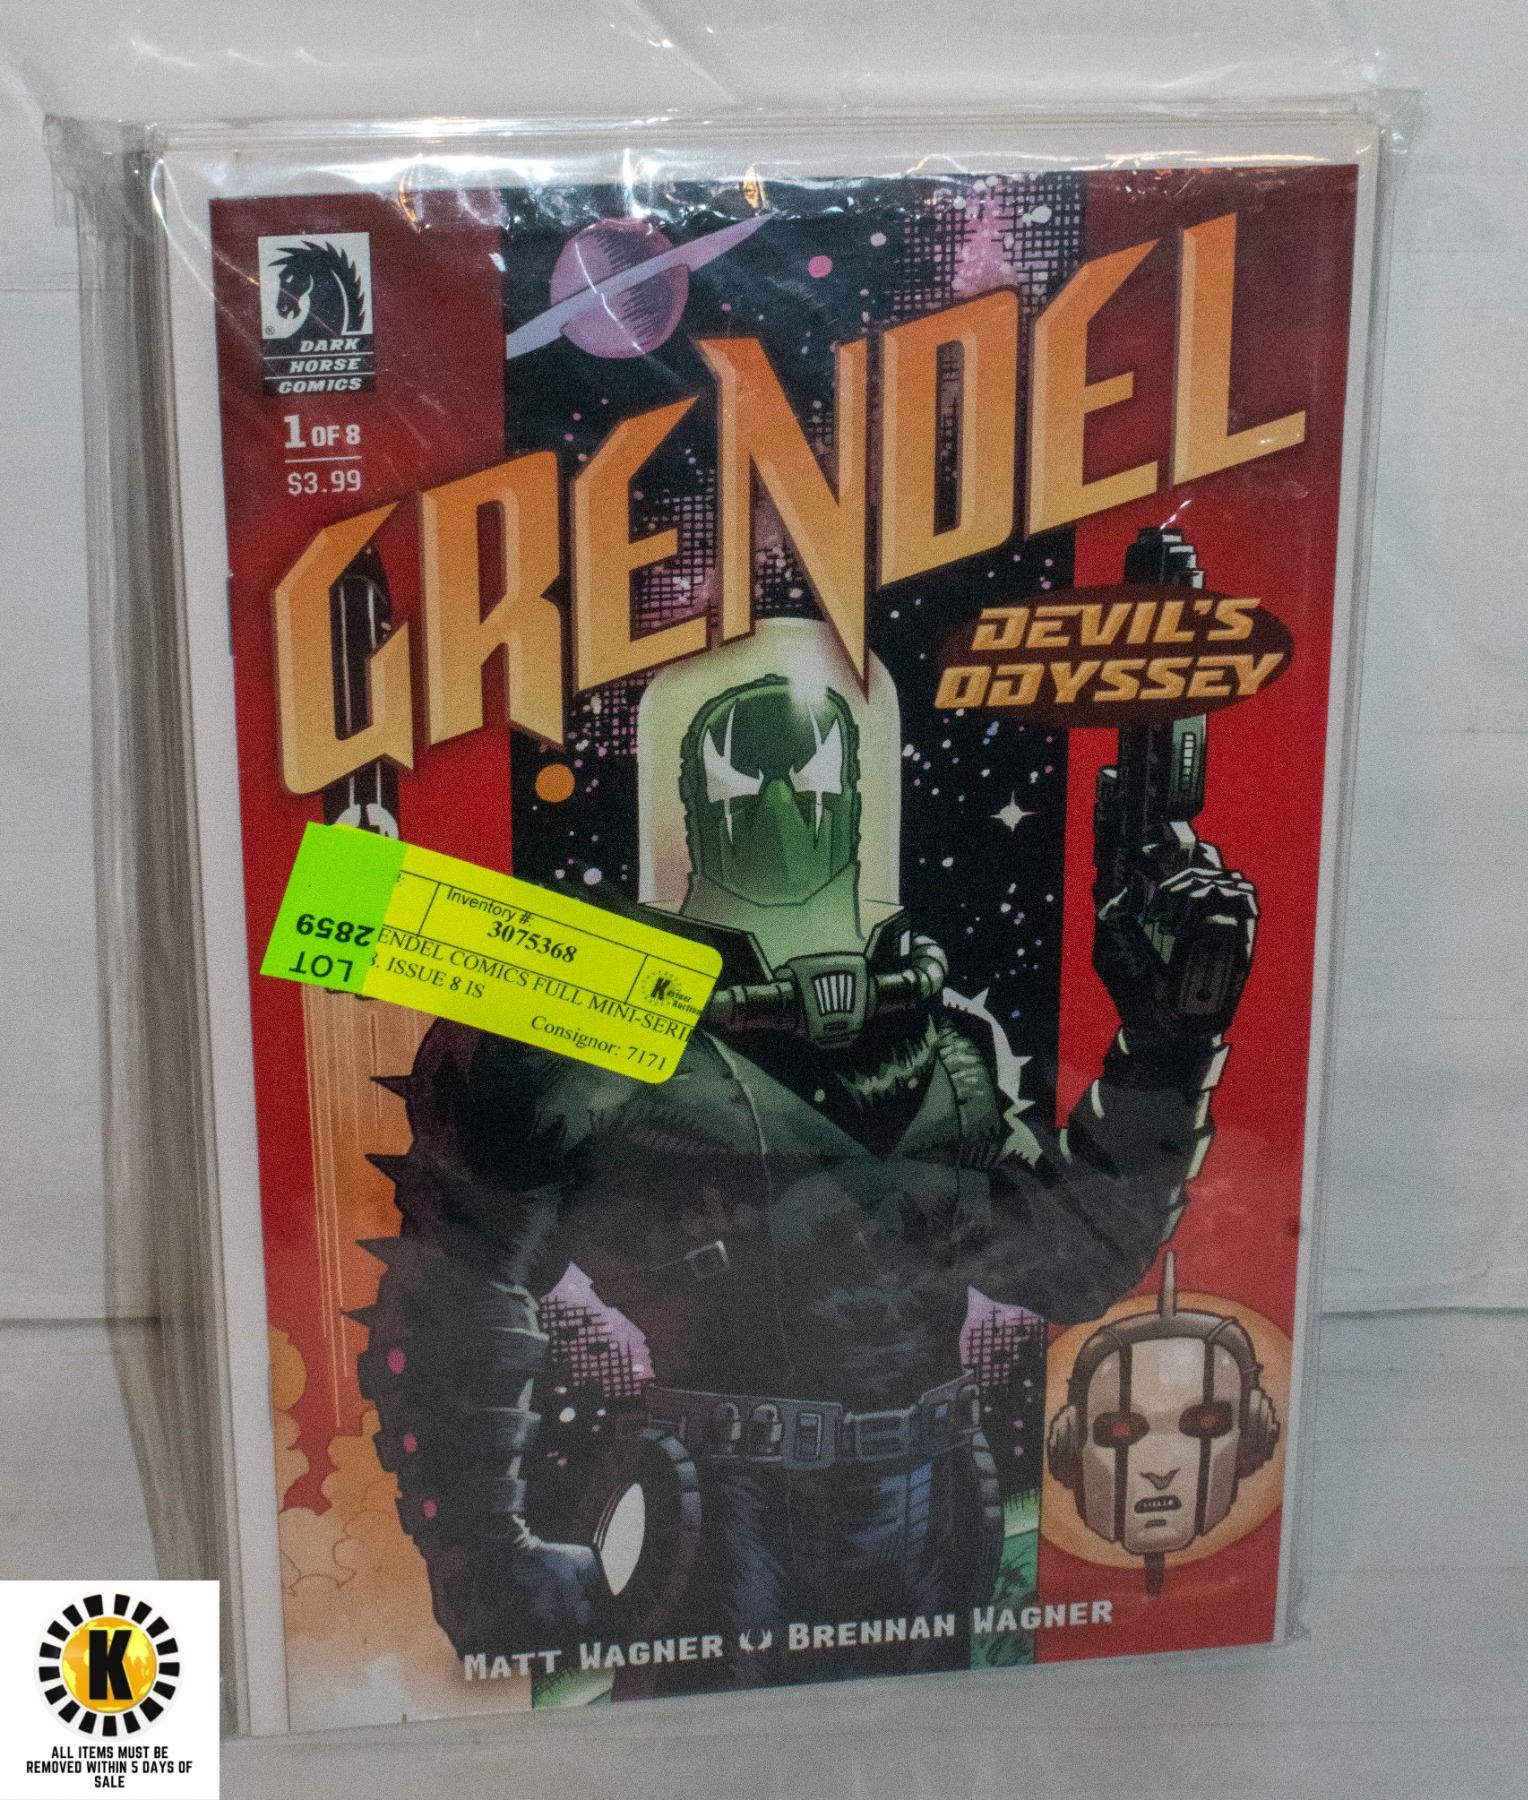 DARK
HORSE
COMICS
®
1 OF 8
$3.99
GRENDEL
DEVIL'S
ODYSSEY
LOT
2859
Inventory #:
3075368
ENDEL COMICS FULL MINI-SERI
. ISSUE 8 IS
Consignor: 7171
K
MATT WAGNER BRENNAN WAGNER
K
ALL ITEMS MUST BE
REMOVED WITHIN 5 DAYS OF
SALE